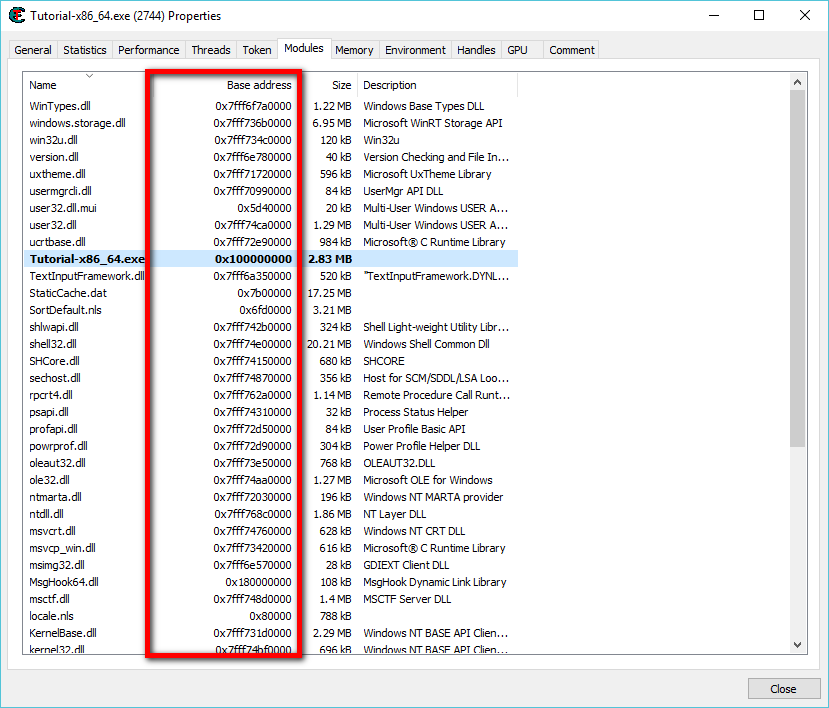 Tutorial-x86_64.exe (2744) Properties
General Statistics Performance Threads Token Modules Memory Environment Handles GPU Comment
Name Base address Size Description
WinTypes.dll 0x7fff6f7a0000 1.22 MB Windows Base Types DLL
windows.storage.dll 0x7fff736b0000 6.95 MB Microsoft WinRT Storage API
win32u.dll 0x7fff734c0000 120 kB Win32u
version.dll 0x7fff6e780000 40 kB Version Checking and File In...
uxtheme.dll 0x7fff71720000 596 kB Microsoft UxTheme Library
usermgrcli.dll 0x7fff70990000 84 kB UserMgr API DLL
user32.dll.mui 0x5d40000 20 kB Multi-User Windows USER A...
user32.dll 0x7fff74ca0000 1.29 MB Multi-User Windows USER A...
ucrtbase.dll 0x7fff72e90000 984 kB Microsoft® C Runtime Library
Tutorial-x86_64.exe 0x100000000 2.83 MB
TextInputFramework.dll 0x7fff6a350000 520 kB "TextInputFramework.DYNL...
StaticCache.dat 0x7b00000 17.25 MB
SortDefault.nls 0x6fd0000 3.21 MB
shlwapi.dll 0x7fff742b0000 324 kB Shell Light-weight Utility Libr...
shell32.dll 0x7fff74e00000 20.21 MB Windows Shell Common Dll
SHCore.dll 0x7fff74150000 680 kB SHCORE
sechost.dll 0x7fff74870000 356 kB Host for SCM/SDDL/LSA Loo...
rpcrt4.dll 0x7fff762a0000 1.14 MB Remote Procedure Call Runt...
psapi.dll 0x7fff74310000 32 kB Process Status Helper
profapi.dll 0x7fff72d50000 84 kB User Profile Basic API
powrprof.dll 0x7fff72d90000 304 kB Power Profile Helper DLL
oleaut32.dll 0x7fff73e50000 768 kB OLEAUT32.DLL
ole32.dll 0x7fff74aa0000 1.27 MB Microsoft OLE for Windows
ntmarta.dll 0x7fff72030000 196 kB Windows NT MARTA provider
ntdll.dll 0x7fff768c0000 1.86 MB NT Layer DLL
msvcrt.dll 0x7fff74760000 628 kB Windows NT CRT DLL
msvcp_win.dll 0x7fff73420000 616 kB Microsoft® C Runtime Library
msimg32.dll 0x7fff6e570000 28 kB GDIEXT Client DLL
MsgHook64.dll 0x180000000 108 kB MsgHook Dynamic Link Library
msctf.dll 0x7fff748d0000 1.4 MB MSCTF Server DLL
locale.nls 0x80000 788 kB
KernelBase.dll 0x7fff731d0000 2.29 MB Windows NT BASE API Clien...
kernel32.dll 0x7fff74bf0000 696 kB Windows NT BASE API Clien...
Close